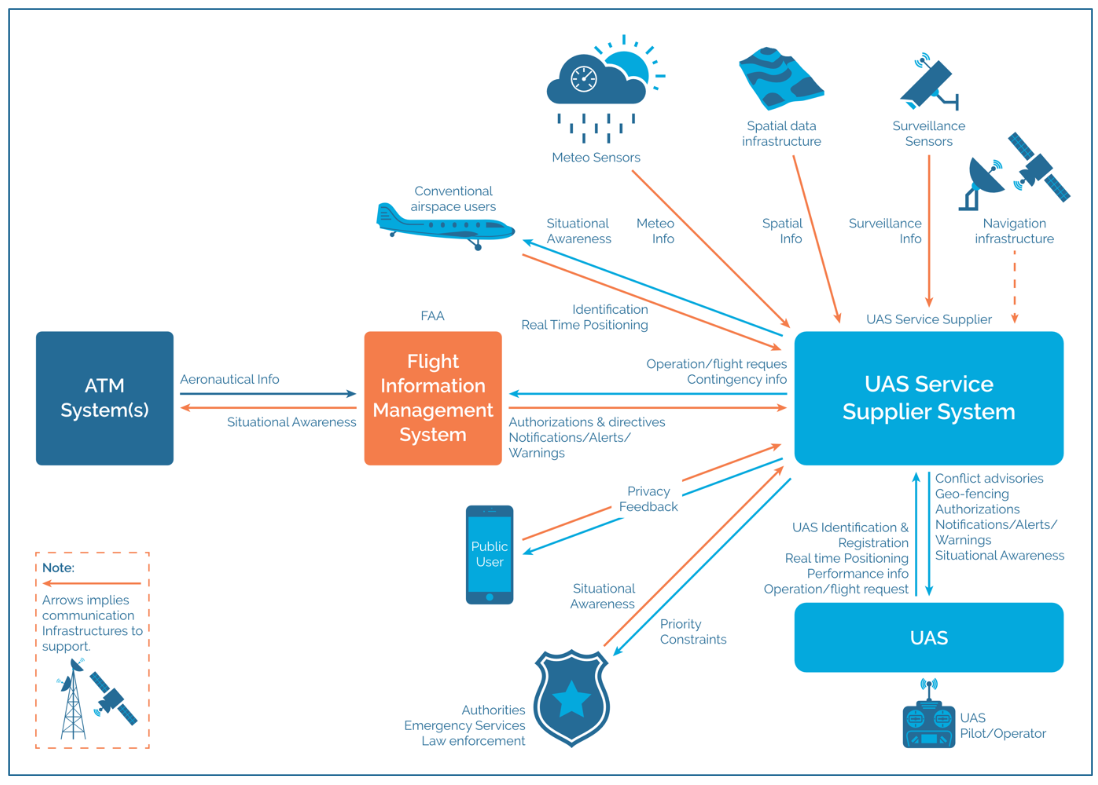 Meteo Sensors
Spatial data
infrastructure
Surveillance
Sensors
Navigation
infrastructure
Conventional
airspace users
Situational
Awareness
Meteo
Info
Spatial
Info
Surveillance
Info
Identification
Real Time Positioning
FAA
UAS Service Supplier
ATM
System(s)
Aeronautical Info
Situational Awareness
Flight
Information
Management
System
Operation/flight reques
Contingency info
Authorizations & directives
Notifications/Alerts/
Warnings
UAS Service
Supplier System
Privacy
Feedback
Public
User
UAS Identification &
Registration
Real time Positioning
Performance info
Operation/flight request
Conflict advisories
Geo-fencing
Authorizations
Notifications/Alerts/
Warnings
Situational Awareness
Situational
Awareness
Priority
Constraints
UAS
Authorities
Emergency Services
Law enforcement
UAS
Pilot/Operator
Note:
Arrows implies
communication
Infrastructures to
support.